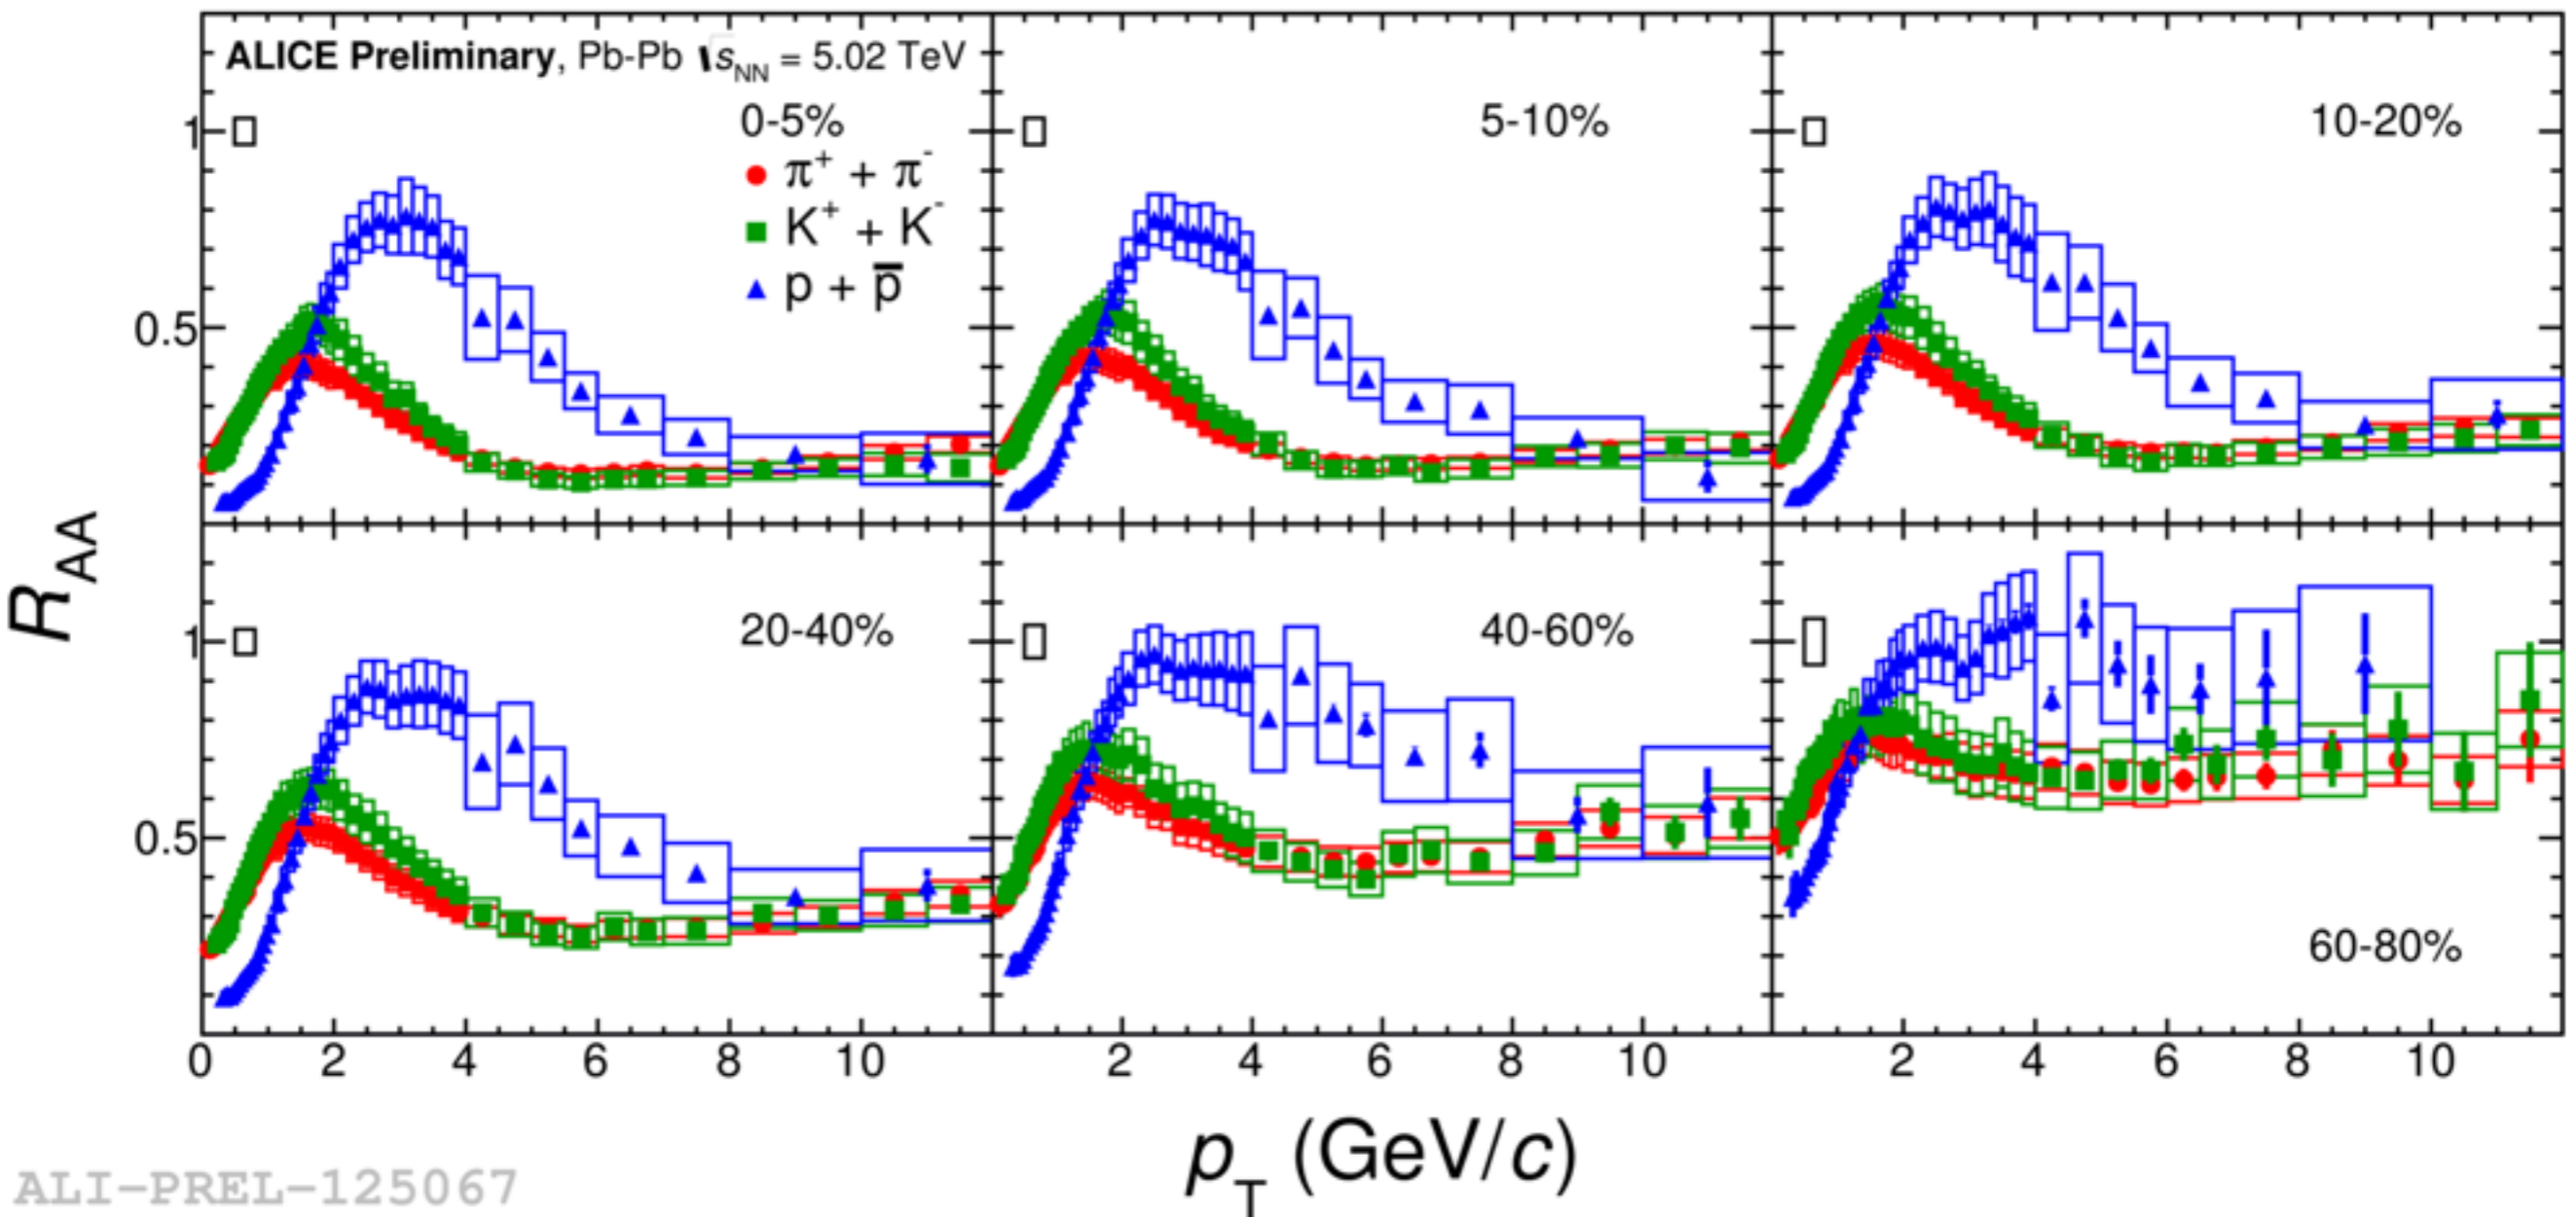 ALICE Preliminary, Pb-Pb √sNN = 5.02 TeV
0-5%
π+ + π-
K+ + K-
p + p̅
5-10%
10-20%
1
0.5
RAA
20-40%
40-60%
60-80%
1
0.5
0 2 4 6 8 10 2 4 6 8 10 2 4 6 8 10
pT (GeV/c)
ALI-PREL-125067